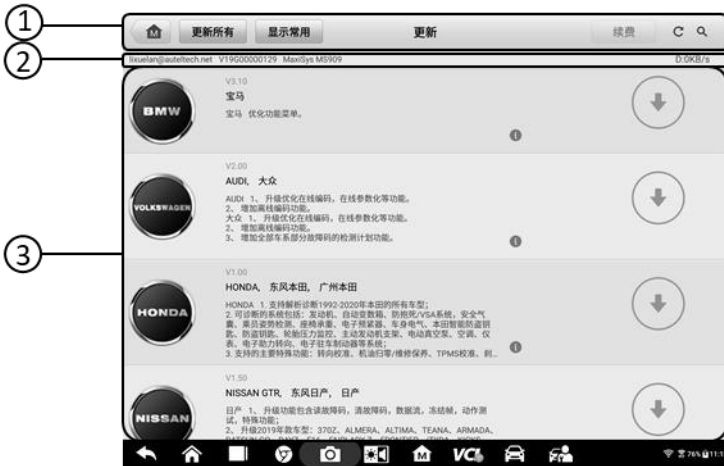 ①
更新所有 显示常用 更新 续费
②
lixuelan@auteltech.net V19G00000129 MaxiSys MS909 D:0KB/s
③
BMW
V3.10
宝马
宝马 优化功能菜单。
VOLKSWAGEN
V2.00
AUDI, 大众
AUDI 1、 升级优化在线编码,在线参数化等功能。
2、 增加离线编码功能。
大众 1、 升级优化在线编码,在线参数化等功能。
2、 增加离线编码功能。
3、 增加全部车系部分故障码的检测计划功能。
HONDA
V1.00
HONDA, 东风本田, 广州本田
HONDA 1. 支持解析诊断1992-2020年本田的所有车型;
2. 可诊断的系统包括:发动机、自动变数箱、防抱死/VSA系统,安全气
囊、乘员姿势检测、座椅承重、电子预紧器、车身电气、本田智能防盗钥
匙、防盗钥匙、轮胎压力监控、主动发动机支架、电动真空泵、空调、仪
表、电子助力转向、电子驻车制动器等系统;
3. 支持的主要特殊功能:转向校准、机油归零/维修保养、TPMS校准、刹...
NISSAN
V1.50
NISSAN GTR, 东风日产, 日产
日产 1、 升级功能包含读故障码,清故障码,数据流,冻结帧,动作测
试,特殊功能;
2、 升级2019年款车型:370Z、ALMERA、ALTIMA、TEANA、ARMADA、
VCI
76%